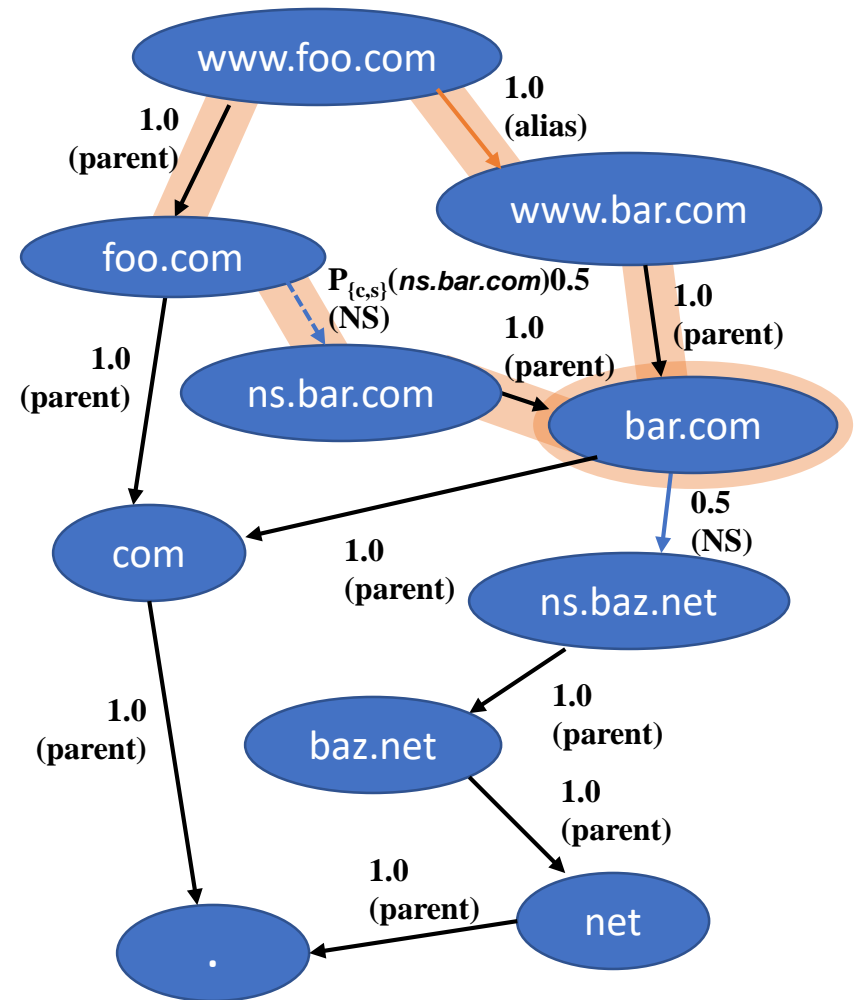 www.foo.com
1.0
(alias)
1.0
(parent)
www.bar.com
foo.com
P{c,s}(ns.bar.com)0.5
(NS)
1.0
(parent)
1.0
(parent)
1.0
(parent)
ns.bar.com
bar.com
0.5
(NS)
com
1.0
(parent)
ns.baz.net
1.0
(parent)
baz.net
1.0
(parent)
1.0
(parent)
1.0
(parent)
net
.